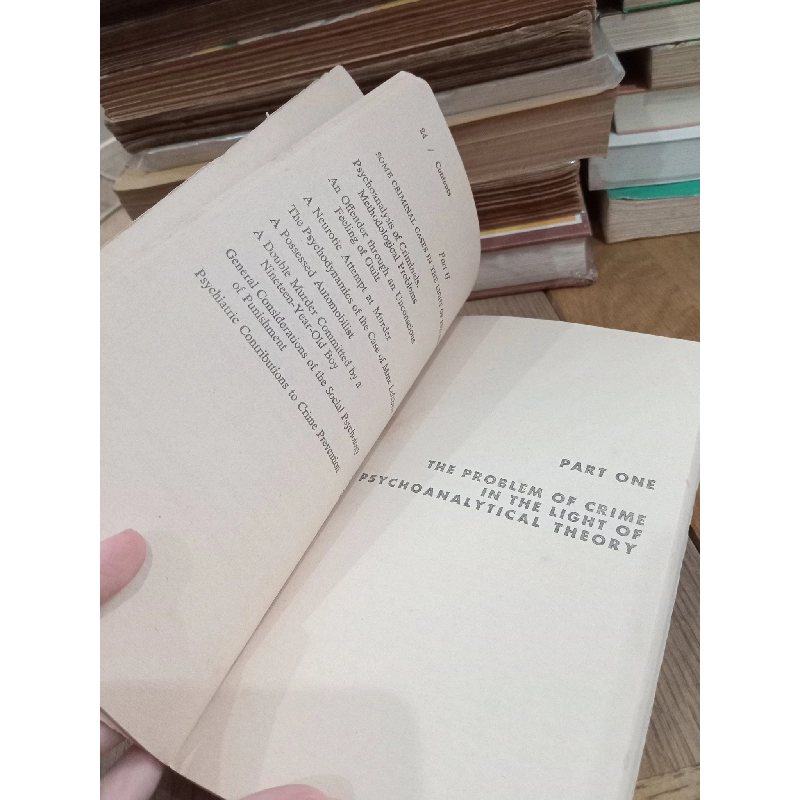 24 / Contents
Part II
SOME CRIMINAL CASES IN THE LIGHT OF
Psychoanalysis of Criminals.
Methodological Problems
An Offender through an Unconscious
Feeling of Guilt
A Neurotic Attempt at Murder
The Psychodynamics of the Case of Mme
A Possessed Automobilist
A Double Murder Committed by a
Nineteen-Year-Old Boy
General Considerations of the Social Psychology
of Punishment
Psychiatric Contributions to Crime Prevention
PART ONE
THE PROBLEM OF CRIME
IN THE LIGHT OF
PSYCHOANALYTICAL THEORY